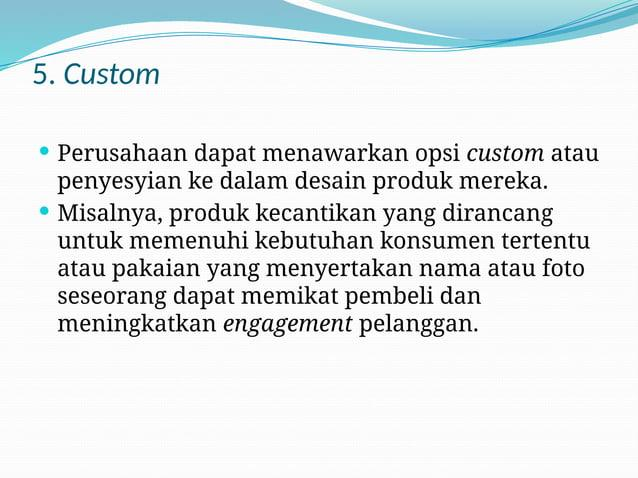 5. Custom
• Perusahaan dapat menawarkan opsi custom atau
penyesyian ke dalam desain produk mereka.
• Misalnya, produk kecantikan yang dirancang
untuk memenuhi kebutuhan konsumen tertentu
atau pakaian yang menyertakan nama atau foto
seseorang dapat memikat pembeli dan
meningkatkan engagement pelanggan.